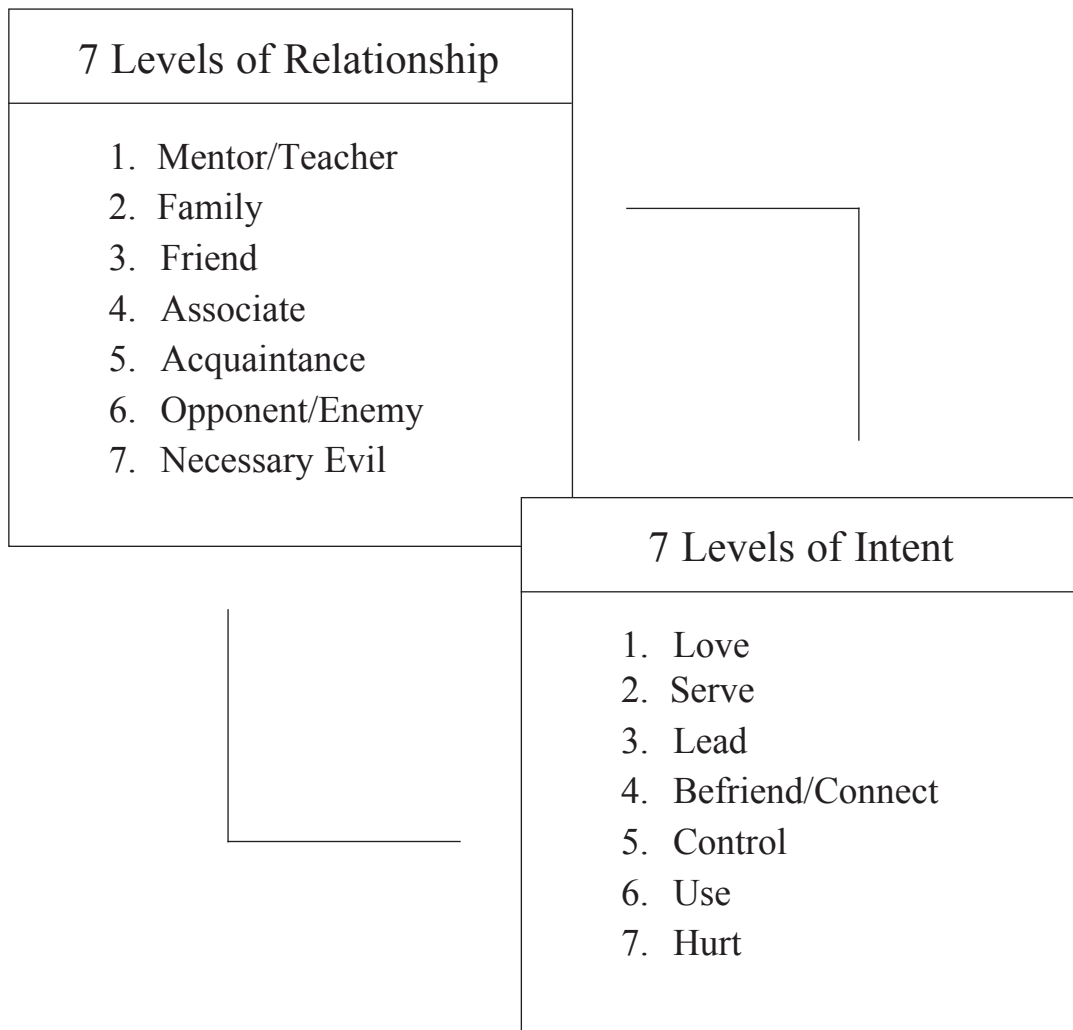 7 Levels of Relationship
1. Mentor/Teacher
2. Family
3. Friend
4. Associate
5. Acquaintance
6. Opponent/Enemy
7. Necessary Evil
7 Levels of Intent
1. Love
2. Serve
3. Lead
4. Befriend/Connect
5. Control
6. Use
7. Hurt